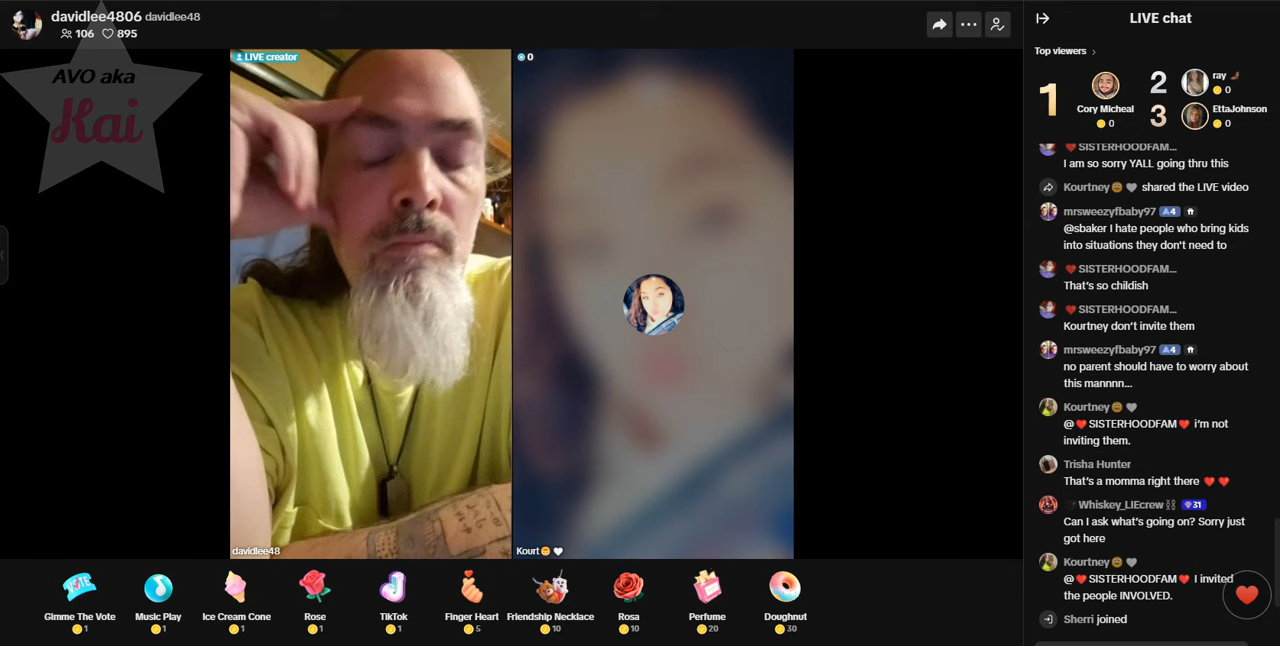 davidlee4806 davidlee48
106 895
AVO aka
Kai
LIVE creator
0
davidlee48
Kourt
Gimme The Vote
1
Music Play
1
Ice Cream Cone
1
Rose
1
TikTok
1
Finger Heart
5
Friendship Necklace
10
Rosa
10
Perfume
20
Doughnut
30
LIVE chat
Top viewers
1
Cory Micheal
0
2
ray
0
3
EttaJohnson
0
SISTERHOODFAM...
I am so sorry YALL going thru this
Kourtney shared the LIVE video
mrsweezyfbaby97 4
@sbaker I hate people who bring kids
into situations they don't need to
SISTERHOODFAM...
That's so childish
SISTERHOODFAM...
Kourtney don't invite them
mrsweezyfbaby97 4
no parent should have to worry about
this mannnn...
Kourtney
@❤️SISTERHOODFAM❤️ i'm not
inviting them.
Trisha Hunter
That's a momma right there ❤️ ❤️
Whiskey_LIEcrew 31
Can I ask what's going on? Sorry just
got here
Kourtney
@❤️SISTERHOODFAM❤️ I invited
the people INVOLVED.
Sherri joined